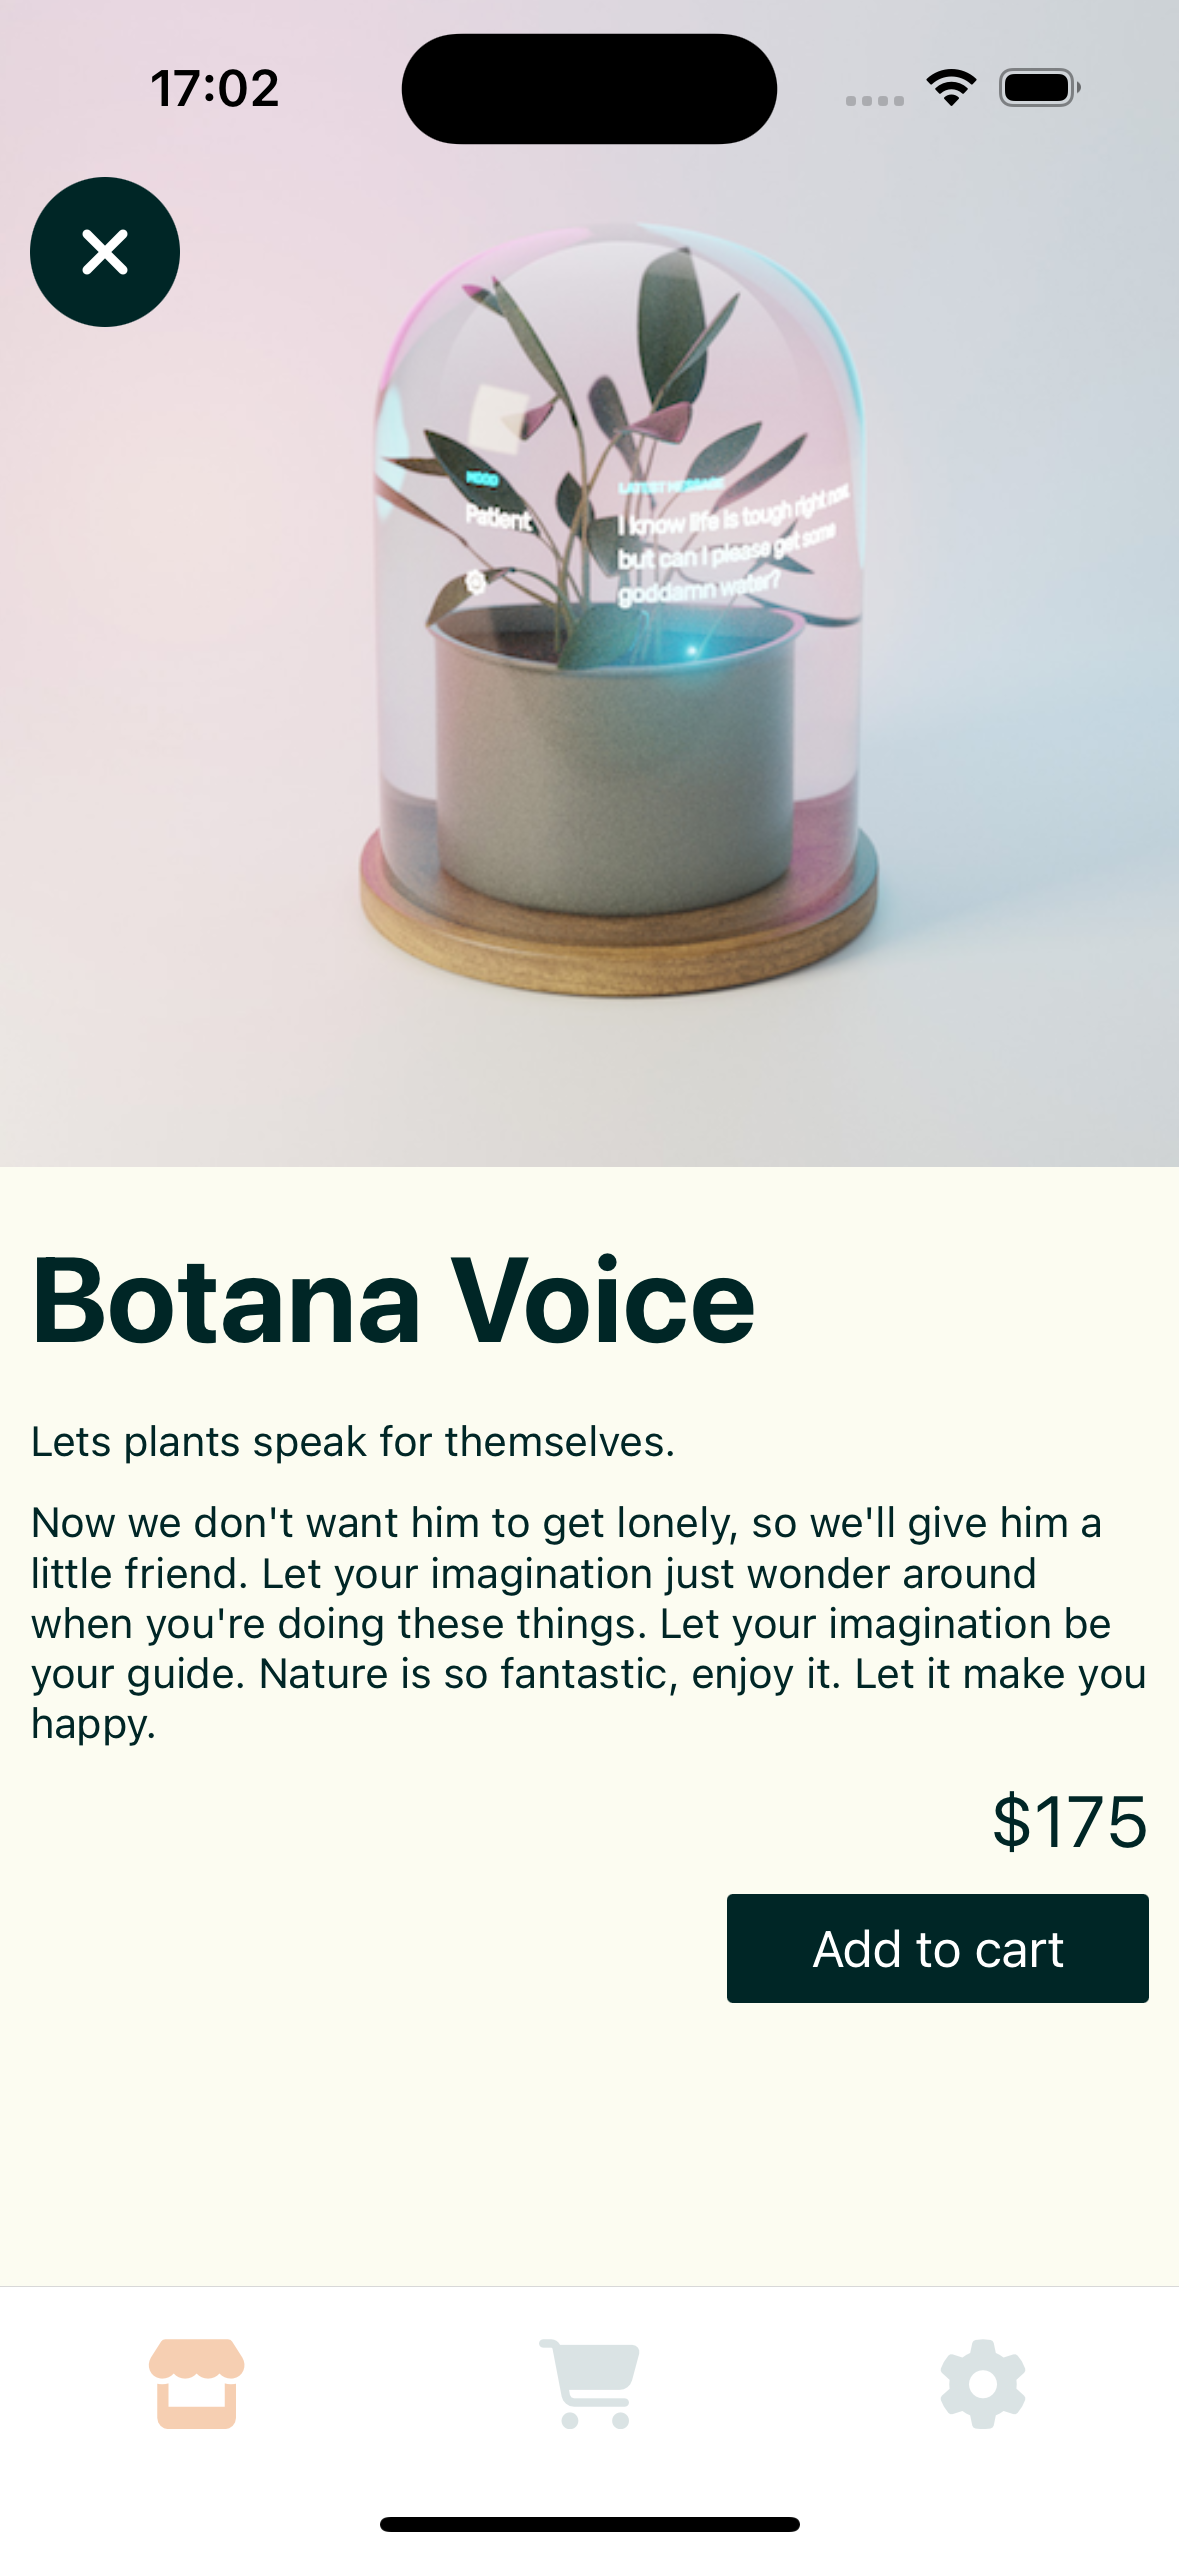 17:02
MOOD
Patient
LATEST MESSAGE
I know life is tough right now
but can I please get some
goddamn water?
Botana Voice
Lets plants speak for themselves.
Now we don't want him to get lonely, so we'll give him a
little friend. Let your imagination just wonder around
when you're doing these things. Let your imagination be
your guide. Nature is so fantastic, enjoy it. Let it make you
happy.
$175
Add to cart